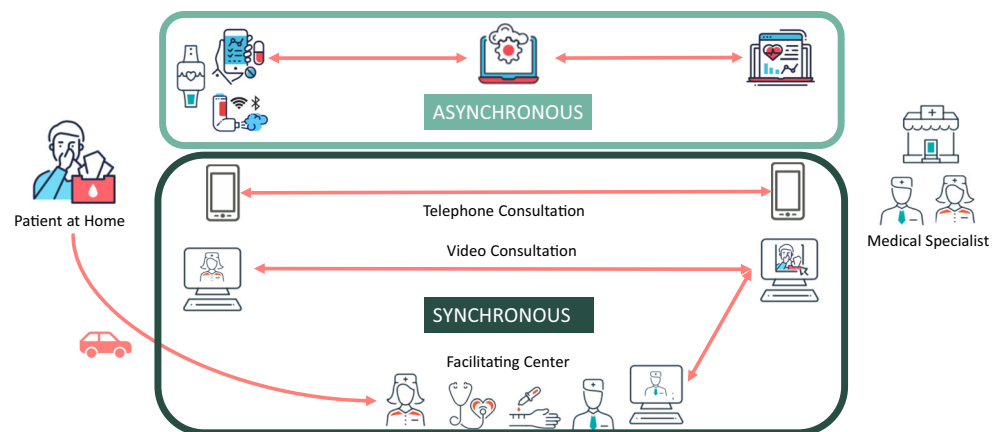 ASYNCHRONOUS
Patient at Home
Telephone Consultation
Medical Specialist
Video Consultation
SYNCHRONOUS
Facilitating Center